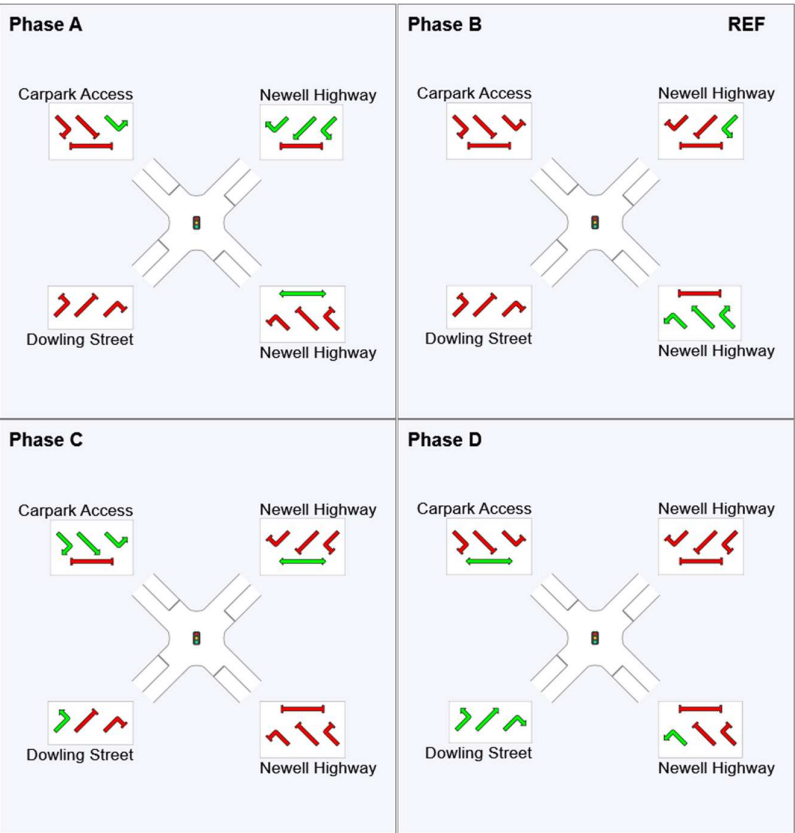 Phase A
Carpark Access
Newell Highway
Dowling Street
Newell Highway
Phase B
REF
Carpark Access
Newell Highway
Dowling Street
Newell Highway
Phase C
Carpark Access
Newell Highway
Dowling Street
Newell Highway
Phase D
Carpark Access
Newell Highway
Dowling Street
Newell Highway